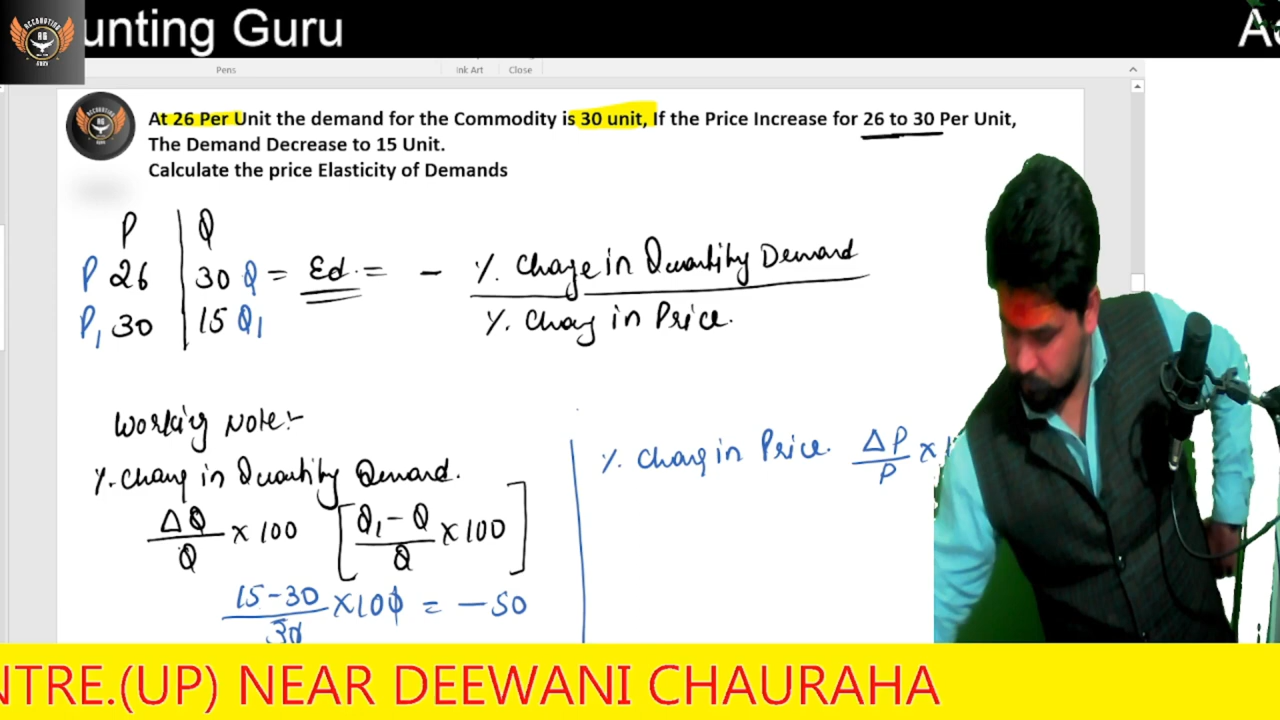 unting Guru
Ac
Pens
Ink Art
Close
At 26 Per Unit the demand for the Commodity is 30 unit, If the Price Increase for 26 to 30 Per Unit,
The Demand Decrease to 15 Unit.
Calculate the price Elasticity of Demands
P | Q
P 26 | 30 Q = Ed = - % Change in Quantity Demand
P1 30 | 15 Q1
% Chang in Price.
Working Note:-
% Chang in Quantity Demand.
ΔQ/Q × 100 [Q1 - Q/Q × 100]
15-30/30 × 100 = -50
% Chang in Price. ΔP/P × 1
NTRE.(UP) NEAR DEEWANI CHAURAHA